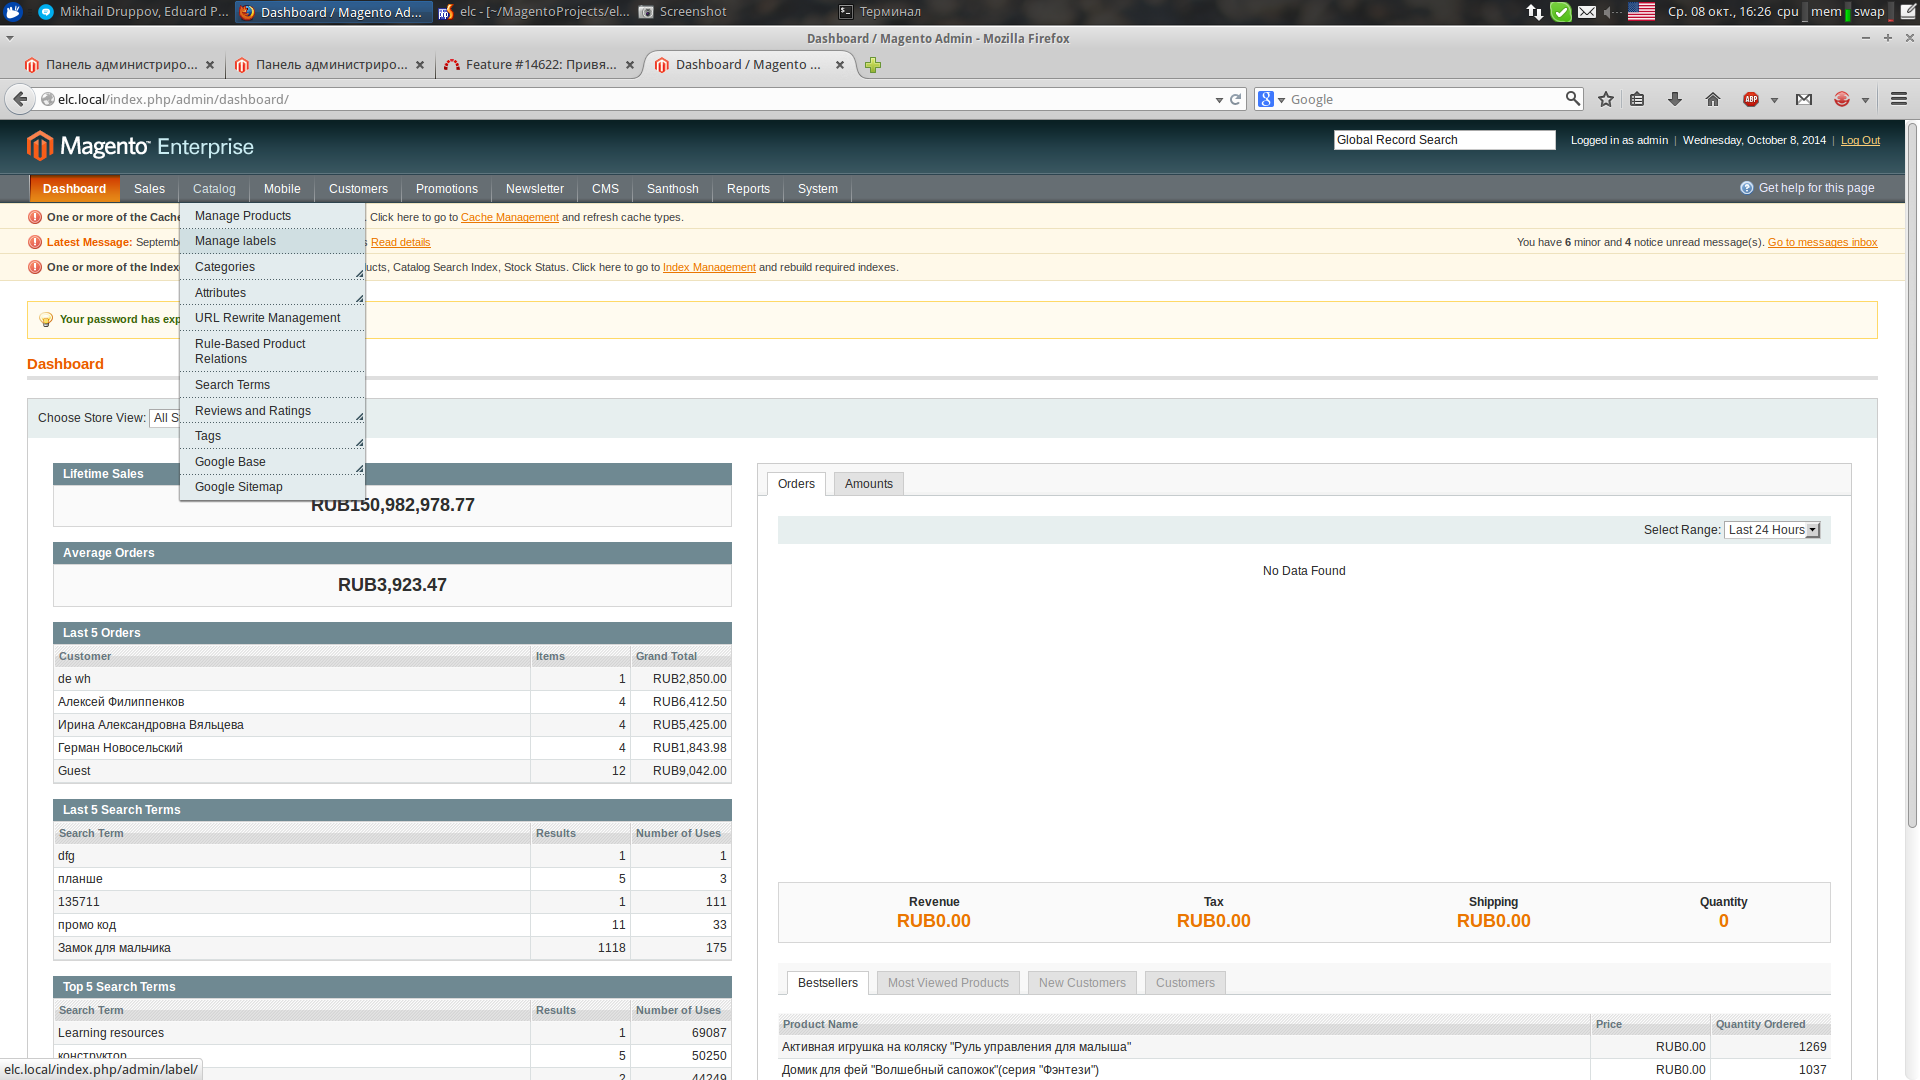 Mikhail Druppov, Eduard P...
Dashboard / Magento Ad...
elc - [~/MagentoProjects/el...
Screenshot
Терминал
Ср. 08 окт., 16:26 cpu mem swap
Dashboard / Magento Admin - Mozilla Firefox
Панель администриро...
Панель администриро...
Feature #14622: Привя...
Dashboard / Magento ...
elc.local/index.php/admin/dashboard/
Google
ABP
Magento Enterprise
Global Record Search
Logged in as admin | Wednesday, October 8, 2014 | Log Out
Dashboard Sales Catalog Mobile Customers Promotions Newsletter CMS Santhosh Reports System
Get help for this page
One or more of the Cache
Click here to go to Cache Management and refresh cache types.
Latest Message: Septemb
Read details
You have 6 minor and 4 notice unread message(s). Go to messages inbox
One or more of the Index
ucts, Catalog Search Index, Stock Status. Click here to go to Index Management and rebuild required indexes.
Manage Products
Manage labels
Categories
Attributes
URL Rewrite Management
Rule-Based Product
Relations
Search Terms
Reviews and Ratings
Tags
Google Base
Google Sitemap
Your password has exp
Dashboard
Choose Store View: All S
Lifetime Sales
RUB150,982,978.77
Average Orders
RUB3,923.47
Last 5 Orders
Customer Items Grand Total
de wh 1 RUB2,850.00
Алексей Филиппенков 4 RUB6,412.50
Ирина Александровна Вяльцева 4 RUB5,425.00
Герман Новосельский 4 RUB1,843.98
Guest 12 RUB9,042.00
Last 5 Search Terms
Search Term Results Number of Uses
dfg 1 1
планше 5 3
135711 1 111
промо код 11 33
Замок для мальчика 1118 175
Top 5 Search Terms
Search Term Results Number of Uses
Learning resources 1 69087
конструктор 5 50250
2 44249
Orders Amounts
Select Range: Last 24 Hours
No Data Found
Revenue Tax Shipping Quantity
RUB0.00 RUB0.00 RUB0.00 0
Bestsellers Most Viewed Products New Customers Customers
Product Name Price Quantity Ordered
Активная игрушка на коляску "Руль управления для малыша" RUB0.00 1269
Домик для фей "Волшебный сапожок"(серия "Фэнтези") RUB0.00 1037
elc.local/index.php/admin/label/